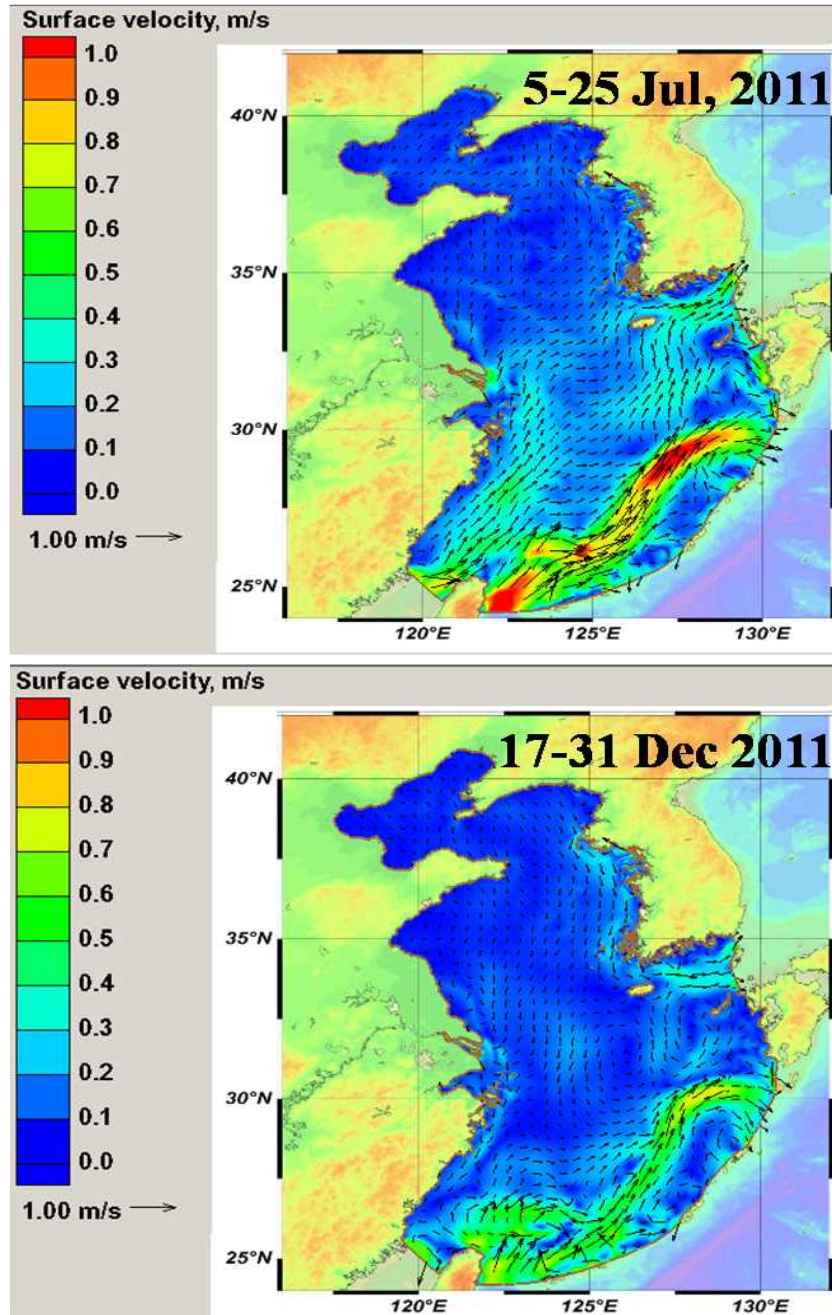 Surface velocity, m/s
1.0
0.9
0.8
0.7
0.6
0.5
0.4
0.3
0.2
0.1
0.0
1.00 m/s
5-25 Jul, 2011
40°N
35°N
30°N
25°N
120°E
125°E
130°E
Surface velocity, m/s
1.0
0.9
0.8
0.7
0.6
0.5
0.4
0.3
0.2
0.1
0.0
1.00 m/s
17-31 Dec 2011
40°N
35°N
30°N
25°N
120°E
125°E
130°E